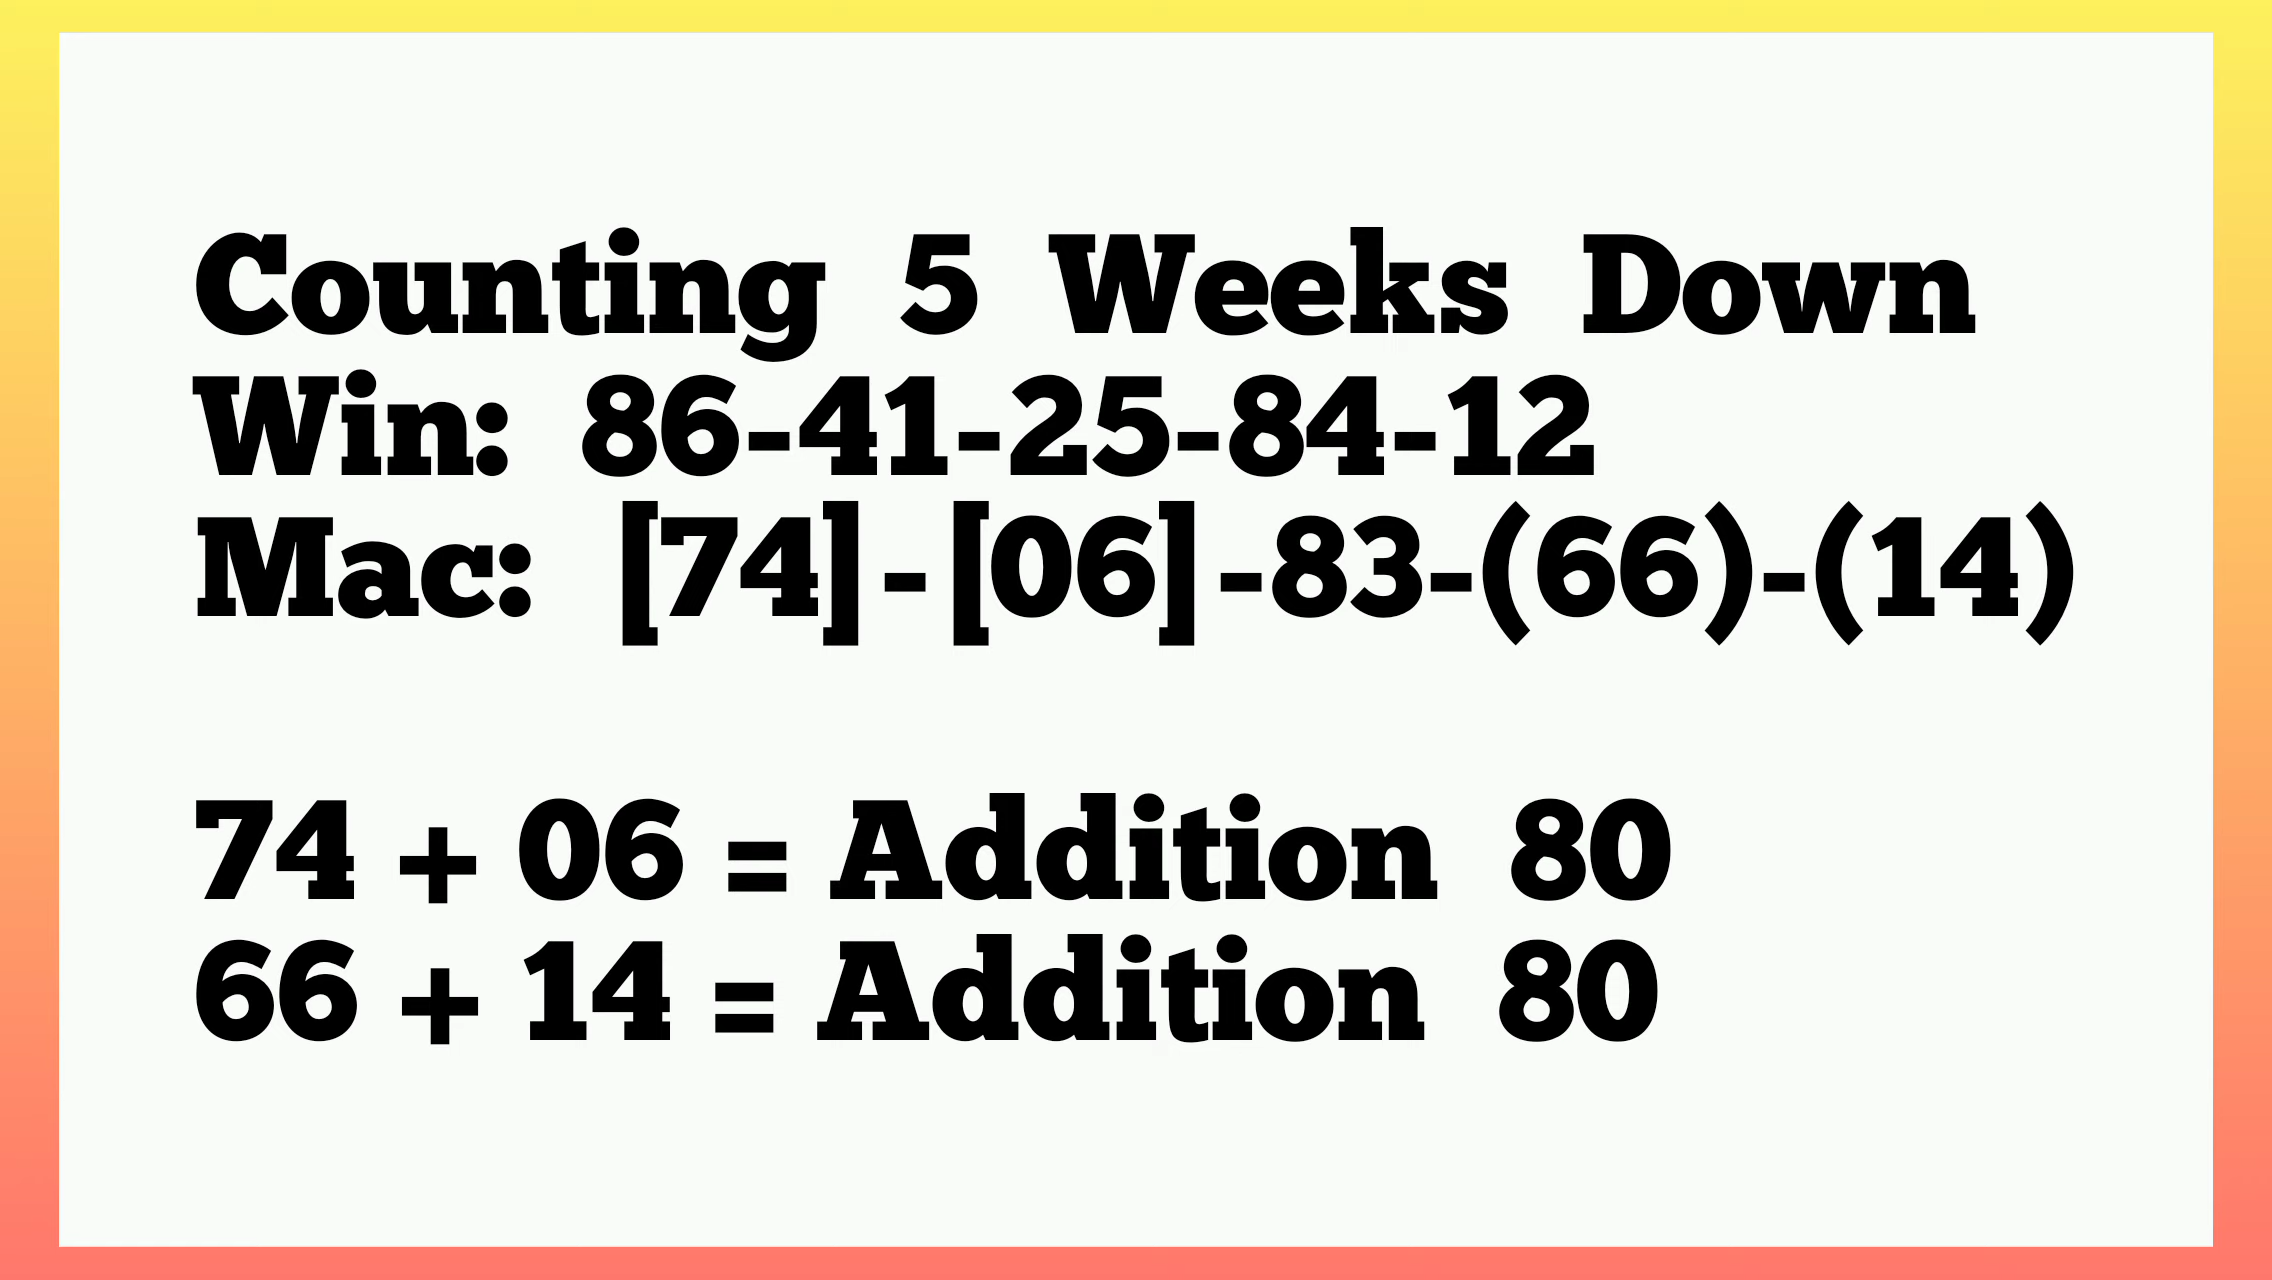 Counting 5 Weeks Down
Win: 86-41-25-84-12
Mac: [74]-[06]-83-(66)-(14)
74 + 06 = Addition 80
66 + 14 = Addition 80